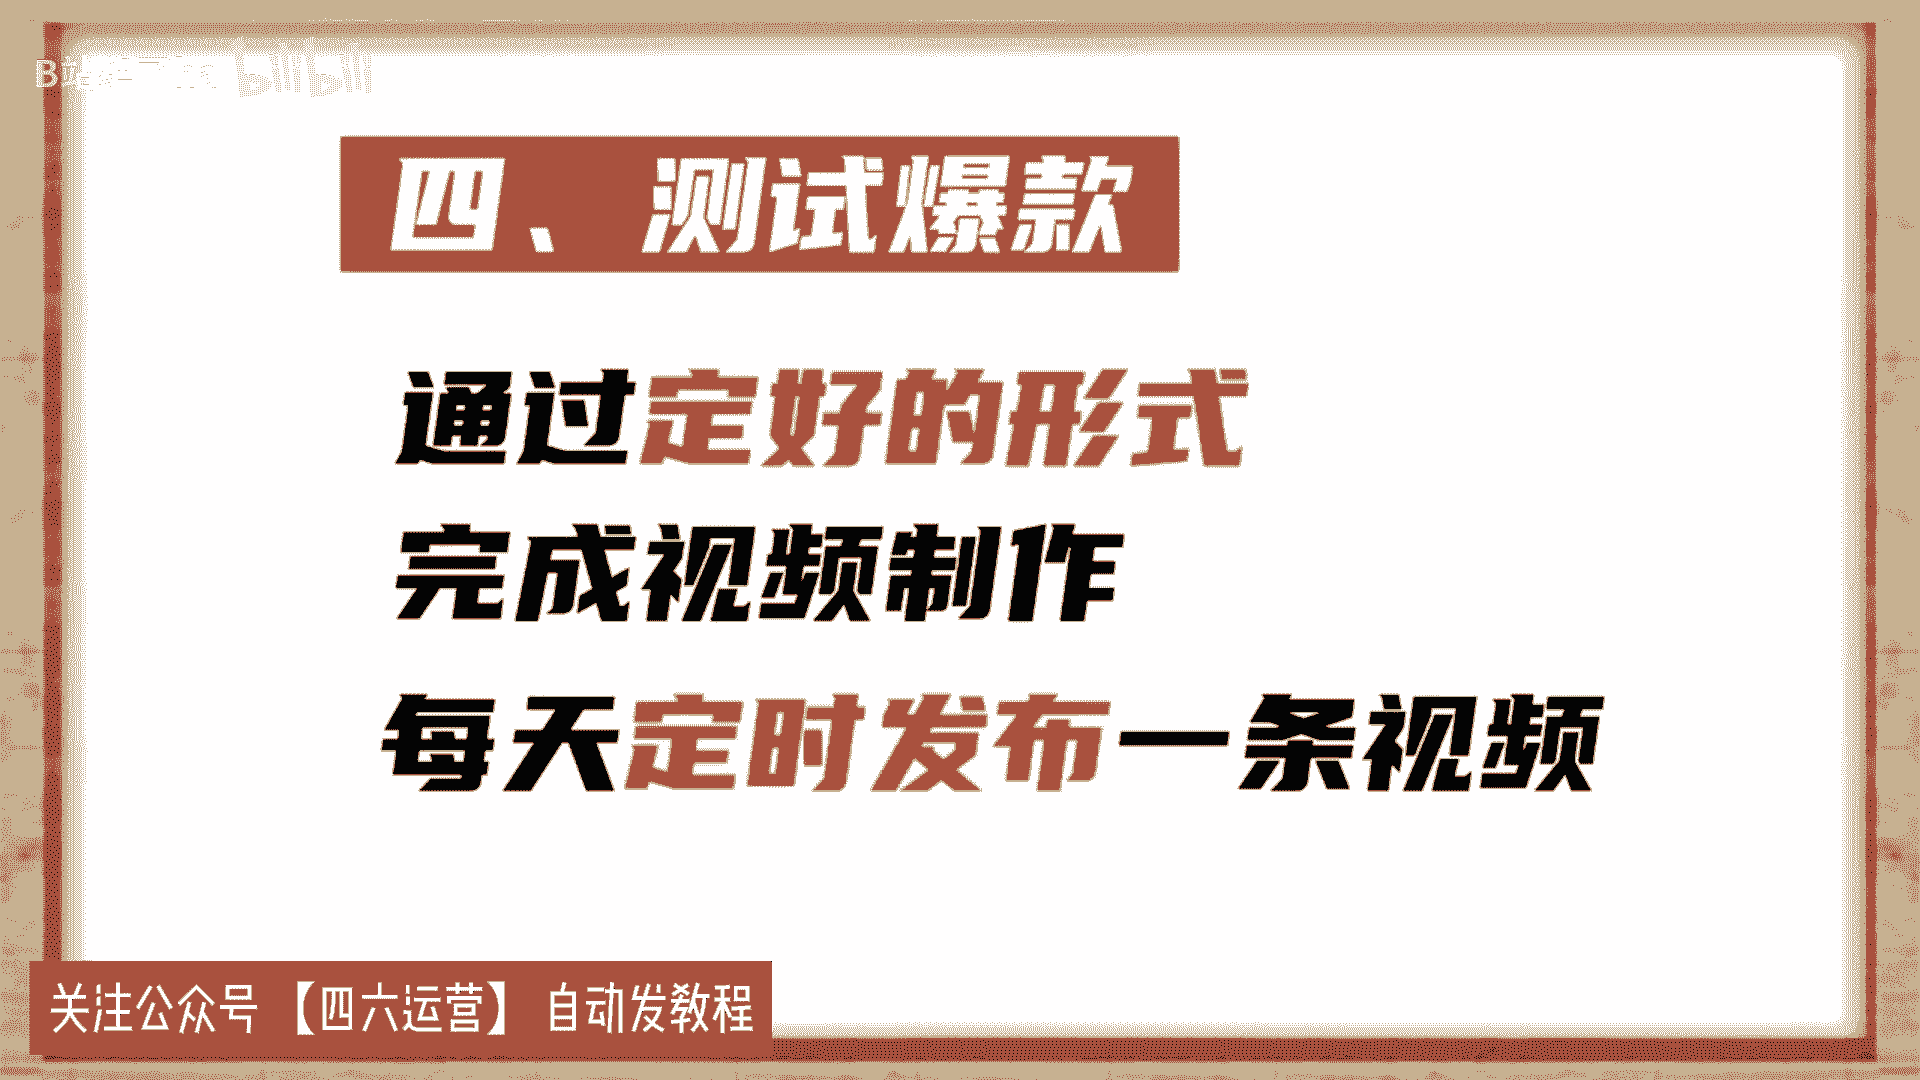 bilibili
四、测试爆款
通过定好的形式
完成视频制作
每天定时发布一条视频
关注公众号【四六运营】 自动发教程